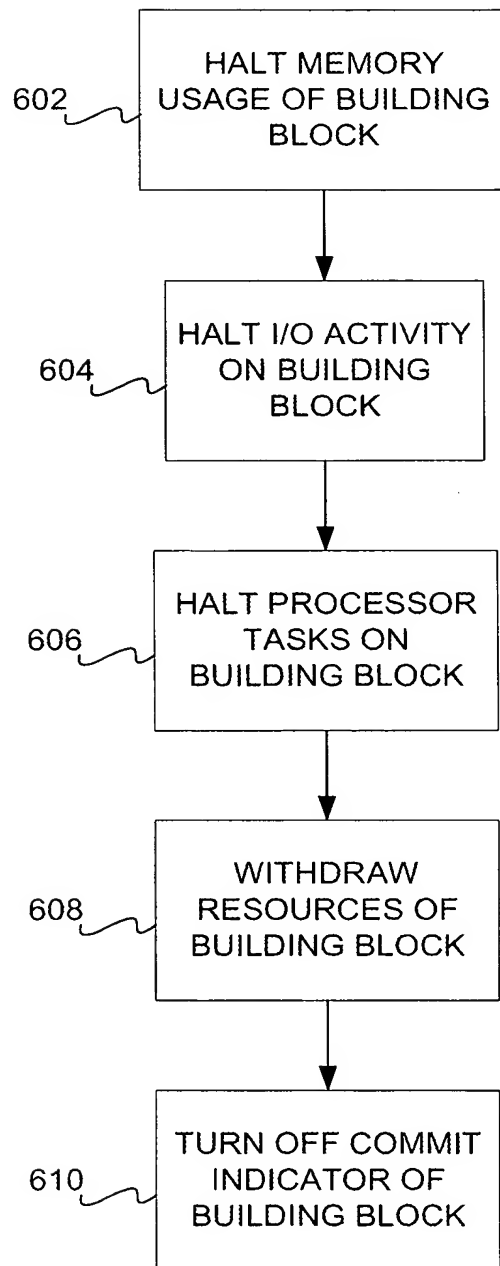 602
HALT MEMORY
USAGE OF BUILDING
BLOCK
604
HALT I/O ACTIVITY
ON BUILDING
BLOCK
606
HALT PROCESSOR
TASKS ON
BUILDING BLOCK
608
WITHDRAW
RESOURCES OF
BUILDING BLOCK
610
TURN OFF COMMIT
INDICATOR OF
BUILDING BLOCK